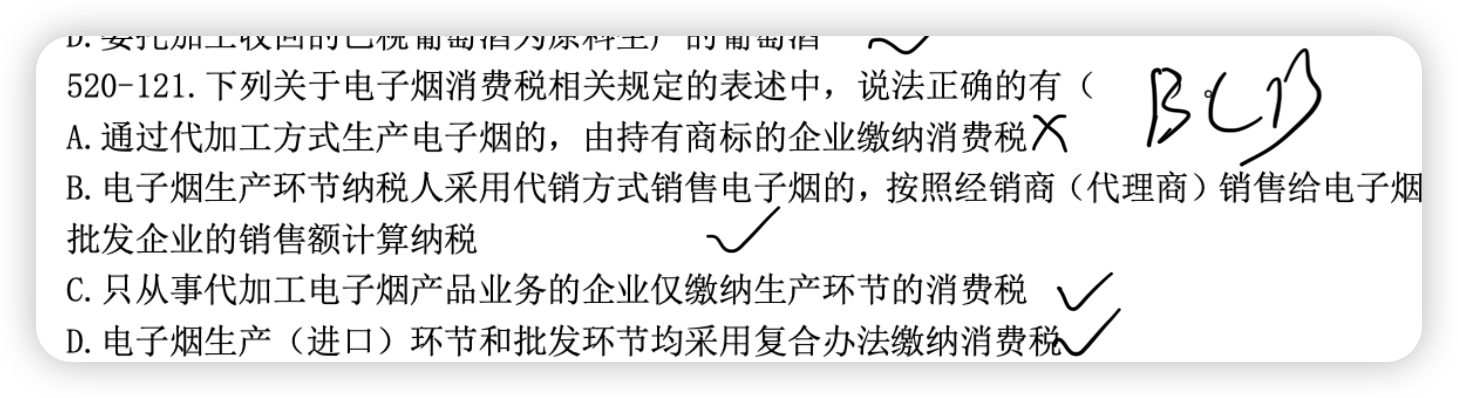 D. 委托加工收回的已税葡萄酒为原料生产的葡萄酒
520-121. 下列关于电子烟消费税相关规定的表述中，说法正确的有（ BCD
A. 通过代加工方式生产电子烟的，由持有商标的企业缴纳消费税
B. 电子烟生产环节纳税人采用代销方式销售电子烟的，按照经销商（代理商）销售给电子烟
批发企业的销售额计算纳税
C. 只从事代加工电子烟产品业务的企业仅缴纳生产环节的消费税
D. 电子烟生产（进口）环节和批发环节均采用复合办法缴纳消费税